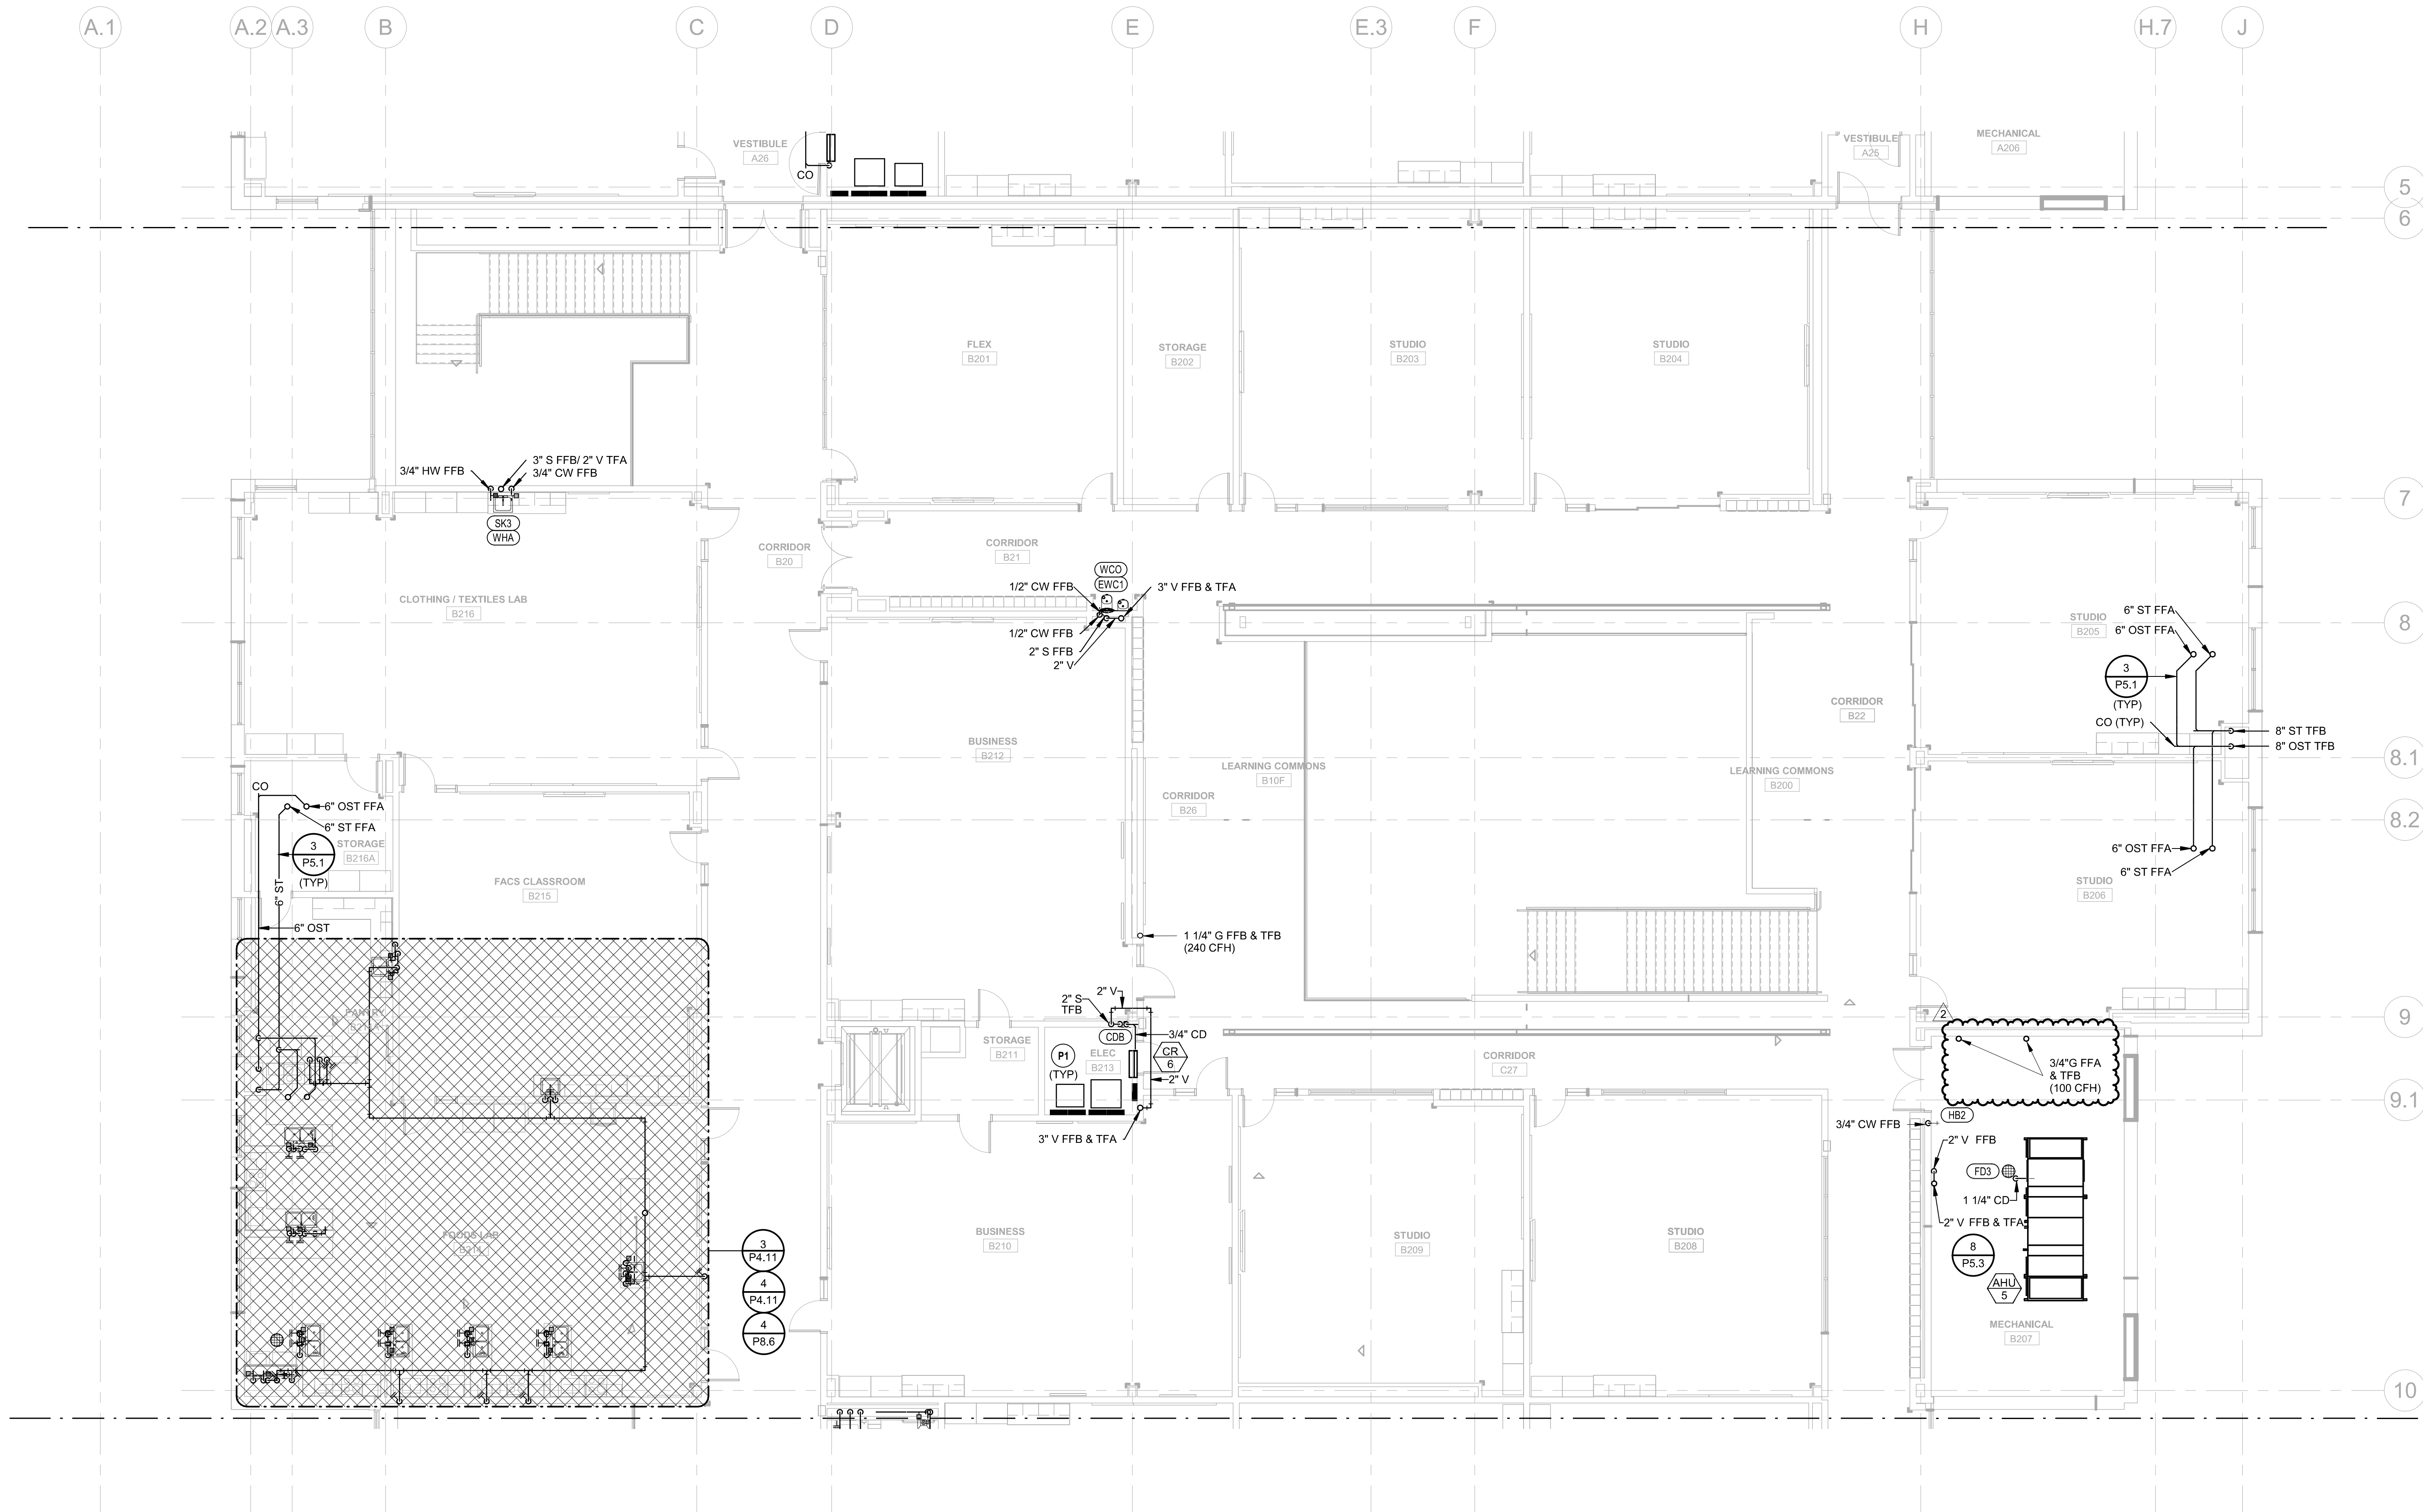 A.1
A.2
A.3
B
C
D
E
E.3
F
H
H.7
J
VESTIBULE
A26
CO
VESTIBULE
A25
MECHANICAL
A206
5
6
FLEX
B201
STORAGE
B202
STUDIO
B203
STUDIO
B204
3/4" HW FFB
3" S FFB/ 2" V TFA
3/4" CW FFB
SK3
WHA
7
CORRIDOR
B20
CORRIDOR
B21
WCO
EWC1
1/2" CW FFB
3" V FFB & TFA
1/2" CW FFB
2" S FFB
2" V
CLOTHING / TEXTILES LAB
B216
8
STUDIO
B205
6" ST FFA
6" OST FFA
3
P5.1
(TYP)
CO (TYP)
8" ST TFB
8" OST TFB
CORRIDOR
B22
BUSINESS
B212
LEARNING COMMONS
B10F
LEARNING COMMONS
B200
8.1
CORRIDOR
B26
8.2
CO
6" OST FFA
6" ST FFA
3
P5.1
(TYP)
STORAGE
B216A
6" ST
6" OST
FACS CLASSROOM
B215
6" OST FFA
6" ST FFA
STUDIO
B206
1 1/4" G FFB & TFB
(240 CFH)
2" V
2" S
TFB
CDB
3/4" CD
CR
6
2" V
STORAGE
B211
P1
(TYP)
ELEC
B213
3" V FFB & TFA
PANTRY
B214A
9
2
3/4"G FFA
& TFB
(100 CFH)
CORRIDOR
C27
9.1
HB2
3/4" CW FFB
2" V  FFB
FD3
1 1/4" CD
2" V FFB & TFA
8
P5.3
AHU
5
MECHANICAL
B207
FOODS LAB
B214
3
P4.11
4
P4.11
4
P8.6
BUSINESS
B210
STUDIO
B209
STUDIO
B208
10